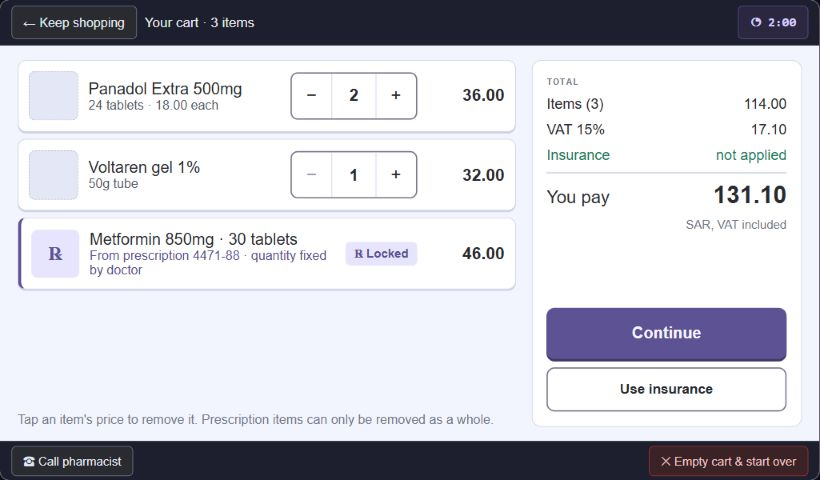 ← Keep shopping
Your cart · 3 items
◔ 2:00
Panadol Extra 500mg
24 tablets · 18.00 each
− 2 +
36.00
Voltaren gel 1%
50g tube
− 1 +
32.00
℞
Metformin 850mg · 30 tablets
From prescription 4471-88 · quantity fixed
by doctor
℞ Locked
46.00
Tap an item's price to remove it. Prescription items can only be removed as a whole.
TOTAL
Items (3) 114.00
VAT 15% 17.10
Insurance not applied
You pay 131.10
SAR, VAT included
Continue
Use insurance
☎ Call pharmacist
✕ Empty cart & start over